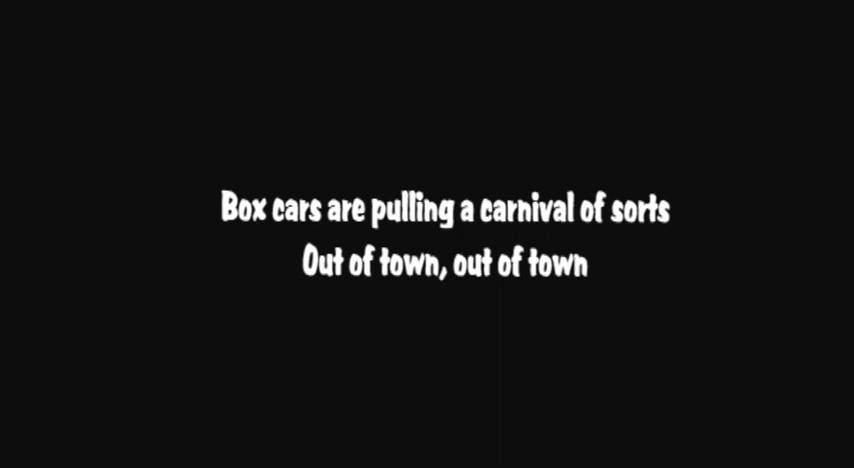 Box cars are pulling a carnival of sorts
Out of town, out of town